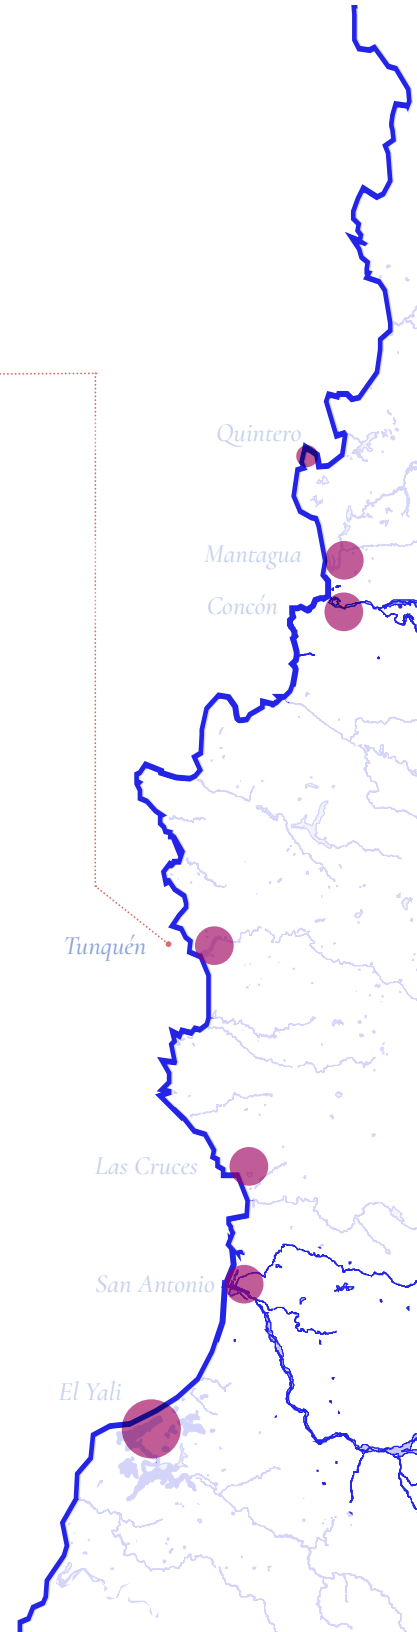 Quintero
Mantagua
Concón
Tunquén
Las Cruces
San Antonio
El Yali